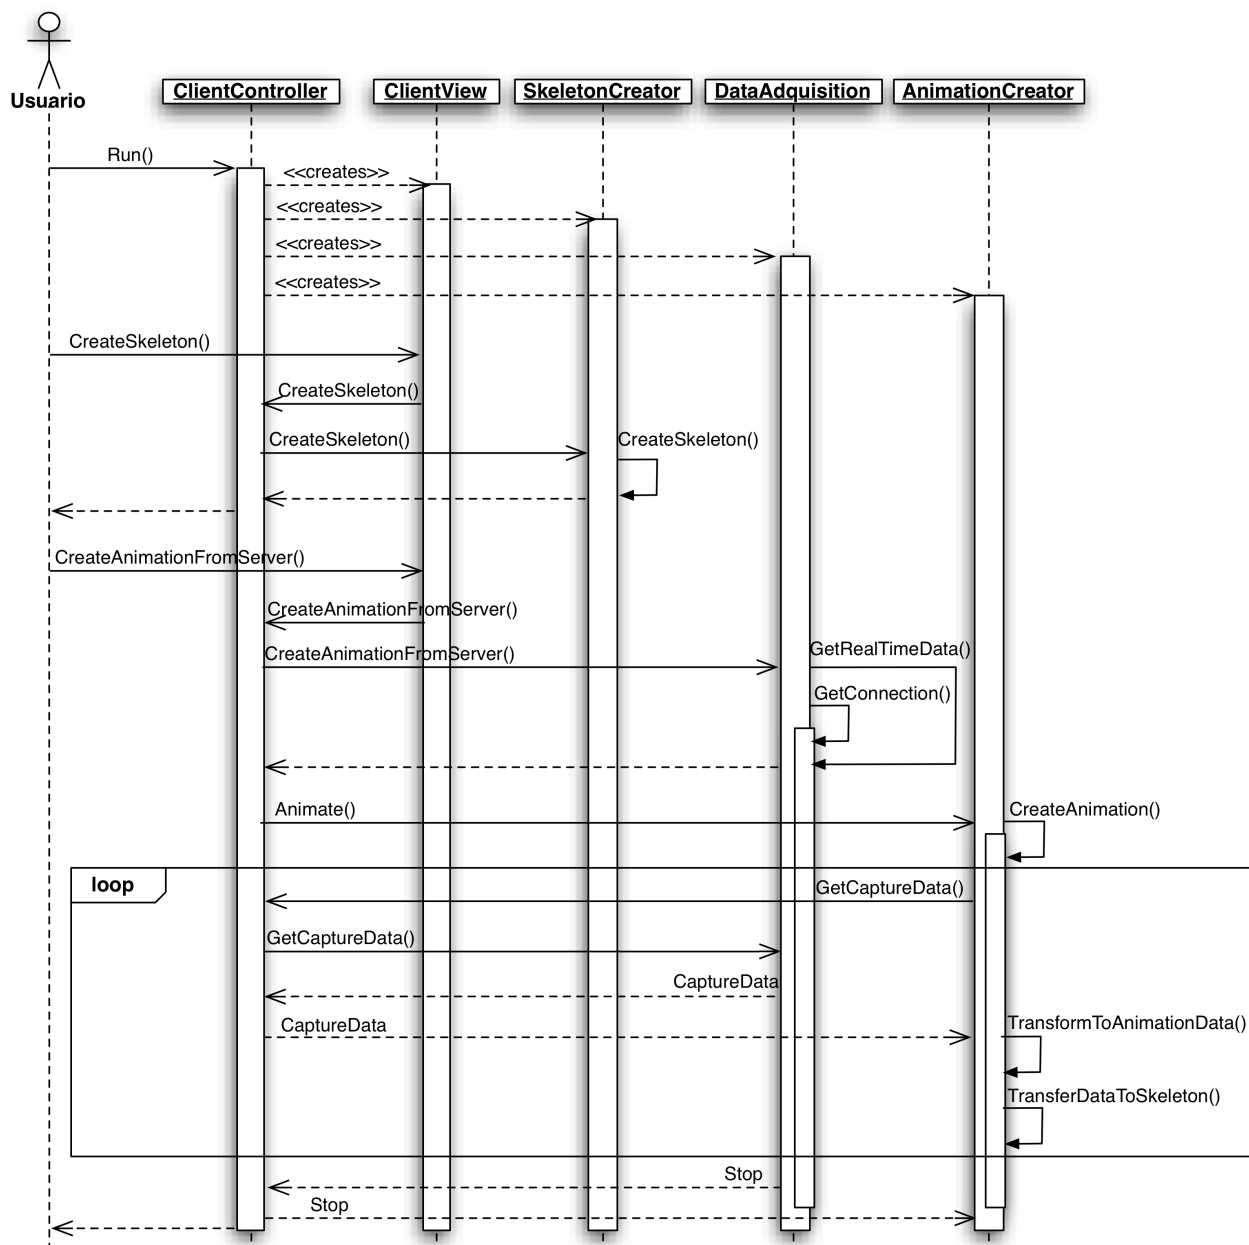 Usuario
ClientController
ClientView
SkeletonCreator
DataAdquisition
AnimationCreator
Run()
<<creates>>
<<creates>>
<<creates>>
<<creates>>
CreateSkeleton()
CreateSkeleton()
CreateSkeleton()
CreateSkeleton()
CreateAnimationFromServer()
CreateAnimationFromServer()
CreateAnimationFromServer()
GetRealTimeData()
GetConnection()
Animate()
CreateAnimation()
loop
GetCaptureData()
GetCaptureData()
CaptureData
CaptureData
TransformToAnimationData()
TransferDataToSkeleton()
Stop
Stop